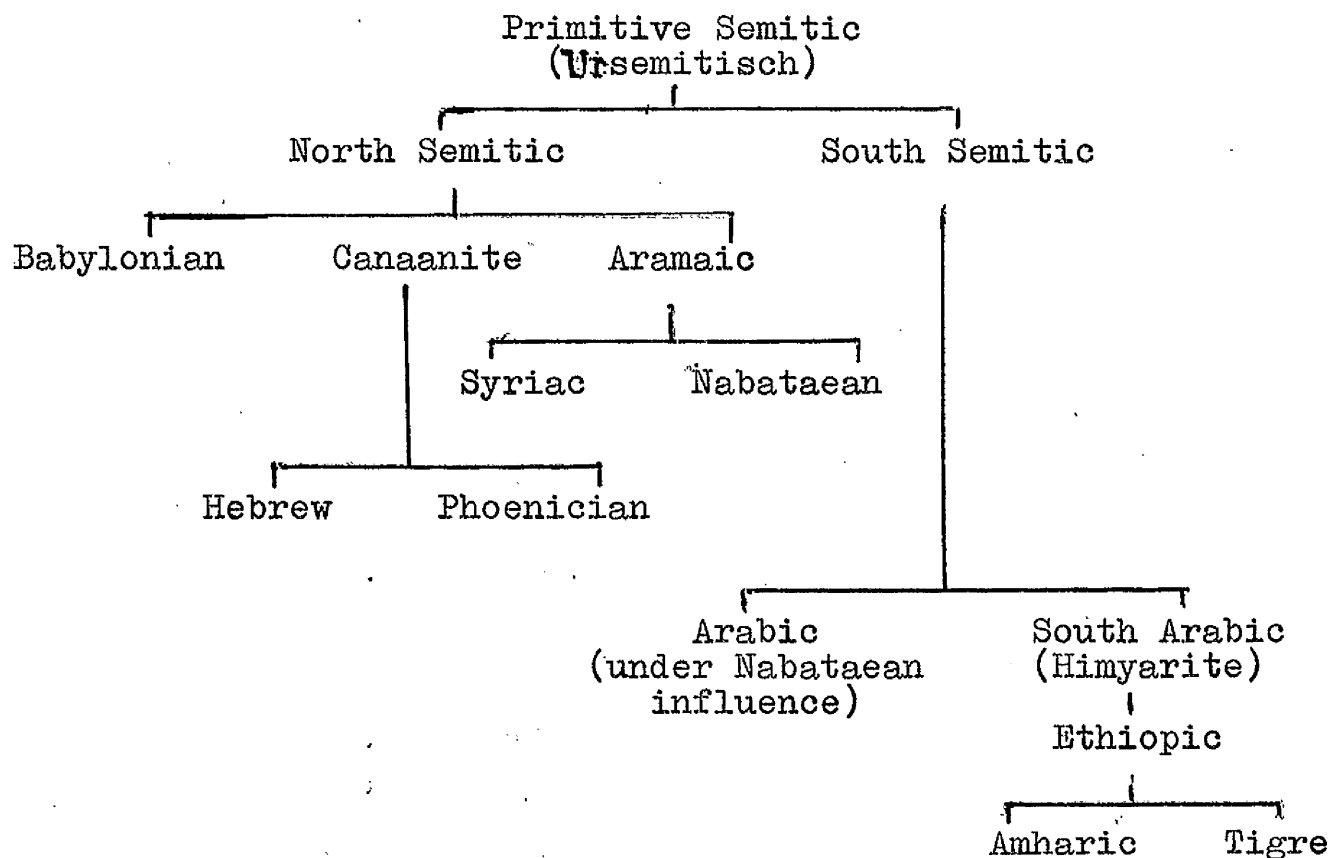 Primitive Semitic
(Ursemitisch)
North Semitic
South Semitic
Babylonian
Canaanite
Aramaic
Syriac
Nabataean
Hebrew
Phoenician
Arabic
(under Nabataean
influence)
South Arabic
(Himyarite)
Ethiopic
Amharic
Tigre